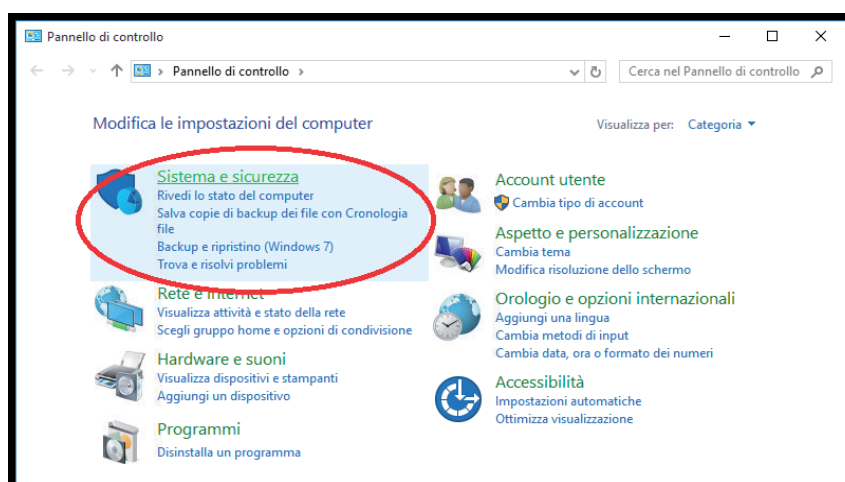 Pannello di controllo
Pannello di controllo
Cerca nel Pannello di controllo
Modifica le impostazioni del computer
Visualizza per: Categoria
Sistema e sicurezza
Rivedi lo stato del computer
Salva copie di backup dei file con Cronologia
file
Backup e ripristino (Windows 7)
Trova e risolvi problemi
Rete e Internet
Visualizza attività e stato della rete
Scegli gruppo home e opzioni di condivisione
Hardware e suoni
Visualizza dispositivi e stampanti
Aggiungi un dispositivo
Programmi
Disinstalla un programma
Account utente
Cambia tipo di account
Aspetto e personalizzazione
Cambia tema
Modifica risoluzione dello schermo
Orologio e opzioni internazionali
Aggiungi una lingua
Cambia metodi di input
Cambia data, ora o formato dei numeri
Accessibilità
Impostazioni automatiche
Ottimizza visualizzazione